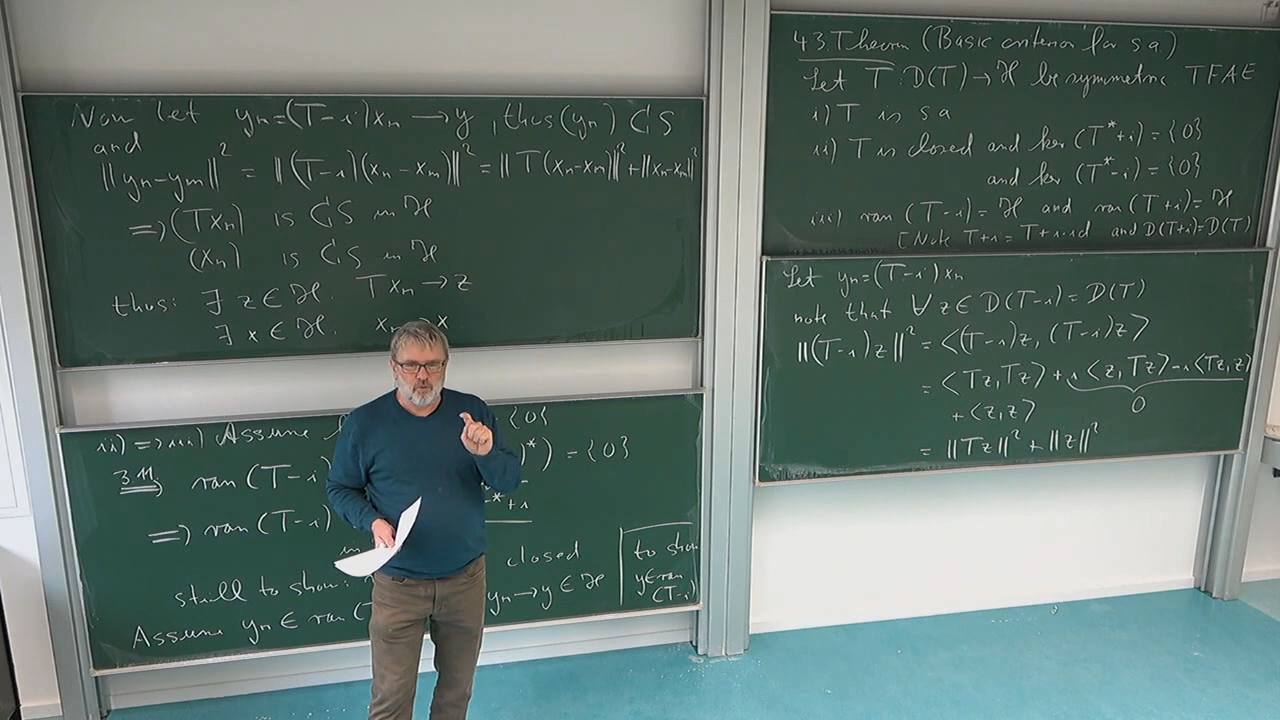 43. Theorem (Basic criterion for s a)
Let T: D(T) → ℋ be symmetric TFAE
i) T is s a
ii) T is closed and ker (T* + i) = {0}
and ker (T* - i) = {0}
iii) ran (T - i) = ℋ and ran (T + i) = ℋ
[Note T + i = T + i·id and D(T+i) = D(T)
ii) => iii) Assume {0}
3.11. ) ran (T - i )*) = {0}
T* + i
=> ran (T - i)
in closed
still to show:
Assume yₙ ∈ ran (T yₙ → y ∈ ℋ
to show
y ∈ ran
(T - i)
Let yₙ = (T - i) xₙ
note that ∀ z ∈ D(T - i) = D(T)
‖(T - i) z‖² = <(T - i) z, (T - i) z>
= <Tz, Tz> + i <z, Tz> - i <Tz, z>
+ <z, z> 0
= ‖Tz‖² + ‖z‖²
Now let yₙ = (T - i) xₙ → y , thus (yₙ) CS
and
‖yₙ - yₘ‖² = ‖(T - i)(xₙ - xₘ)‖² = ‖T(xₙ - xₘ)‖² + ‖xₙ - xₘ‖²
=> (Txₙ) is CS in ℋ
(xₙ) is CS in ℋ
thus: ∃ z ∈ ℋ. Txₙ → z
∃ x ∈ ℋ. xₙ → x